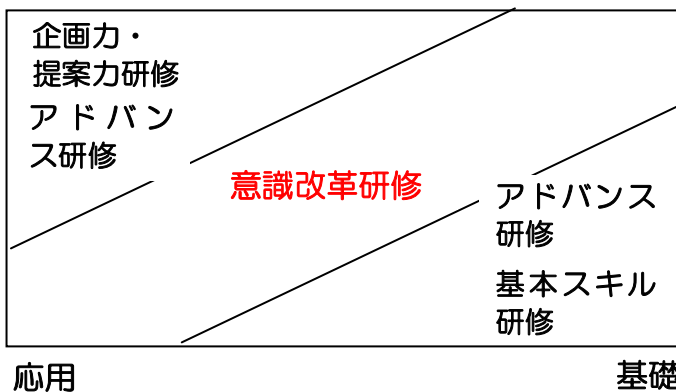 企画力・
提案力研修
アドバン
ス研修
意識改革研修
アドバンス
研修
基本スキル
研修
応用
基礎